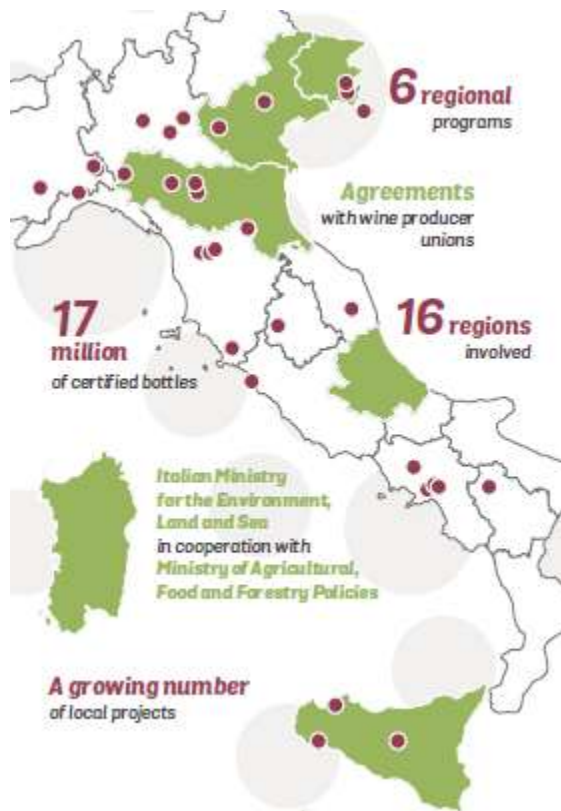 6 regional
programs
Agreements
with wine producer
unions
17
million
of certified bottles
16 regions
involved
Italian Ministry
for the Environment,
Land and Sea
in cooperation with
Ministry of Agricultural,
Food and Forestry Policies
A growing number
of local projects